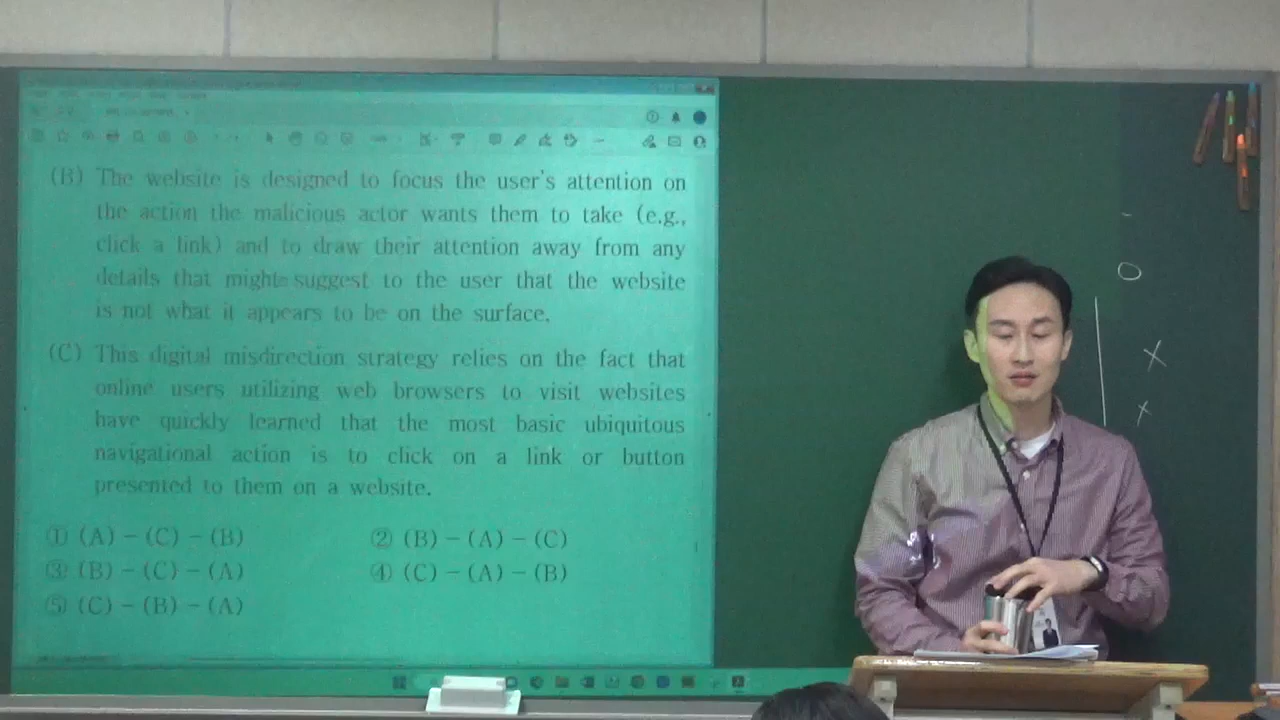 (B) The website is designed to focus the user's attention on
the action the malicious actor wants them to take (e.g.,
click a link) and to draw their attention away from any
details that might suggest to the user that the website
is not what it appears to be on the surface.
(C) This digital misdirection strategy relies on the fact that
online users utilizing web browsers to visit websites
have quickly learned that the most basic ubiquitous
navigational action is to click on a link or button
presented to them on a website.
① (A) - (C) - (B) ② (B) - (A) - (C)
③ (B) - (C) - (A) ④ (C) - (A) - (B)
⑤ (C) - (B) - (A)
O
X
X